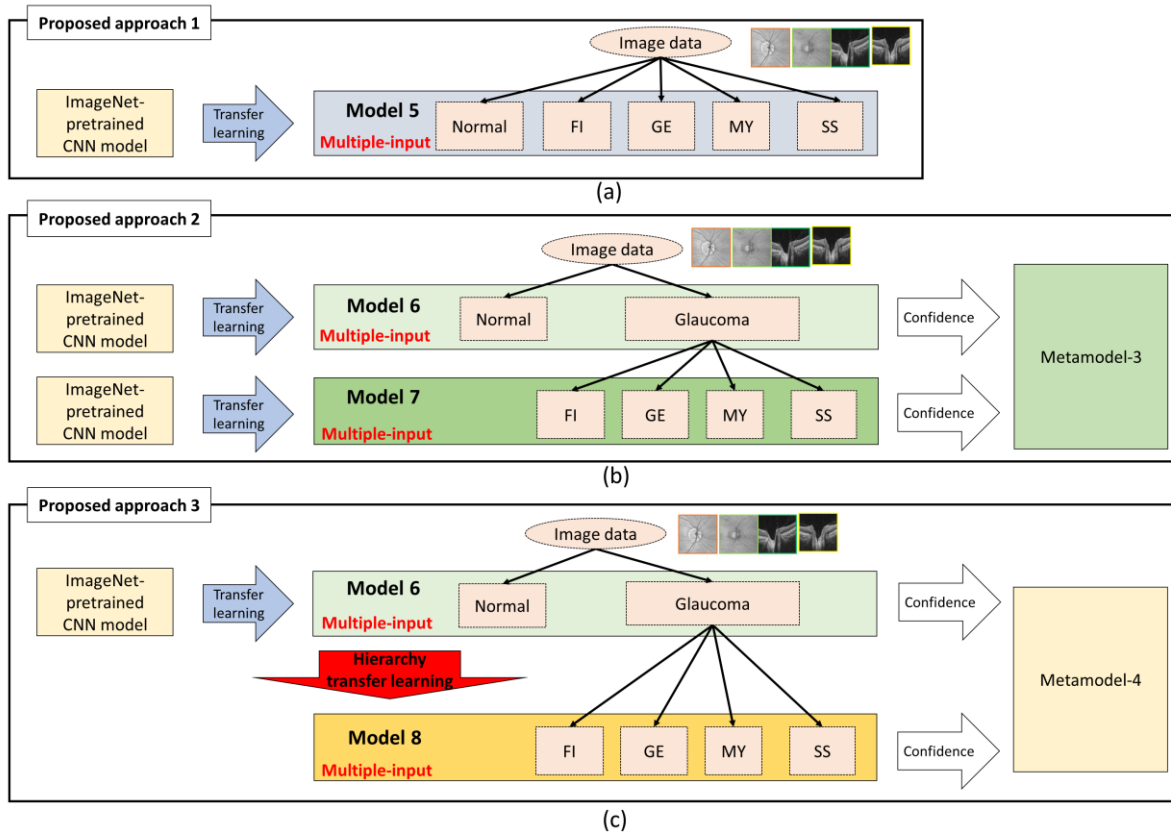 Proposed approach 1
Image data
ImageNet-
pretrained
CNN model
Transfer
learning
Model 5
Multiple-input
Normal
FI
GE
MY
SS
(a)
Proposed approach 2
Image data
ImageNet-
pretrained
CNN model
Transfer
learning
Model 6
Multiple-input
Normal
Glaucoma
Confidence
Metamodel-3
ImageNet-
pretrained
CNN model
Transfer
learning
Model 7
Multiple-input
FI
GE
MY
SS
Confidence
(b)
Proposed approach 3
Image data
ImageNet-
pretrained
CNN model
Transfer
learning
Model 6
Multiple-input
Normal
Glaucoma
Confidence
Hierarchy
transfer learning
Metamodel-4
Model 8
Multiple-input
FI
GE
MY
SS
Confidence
(c)